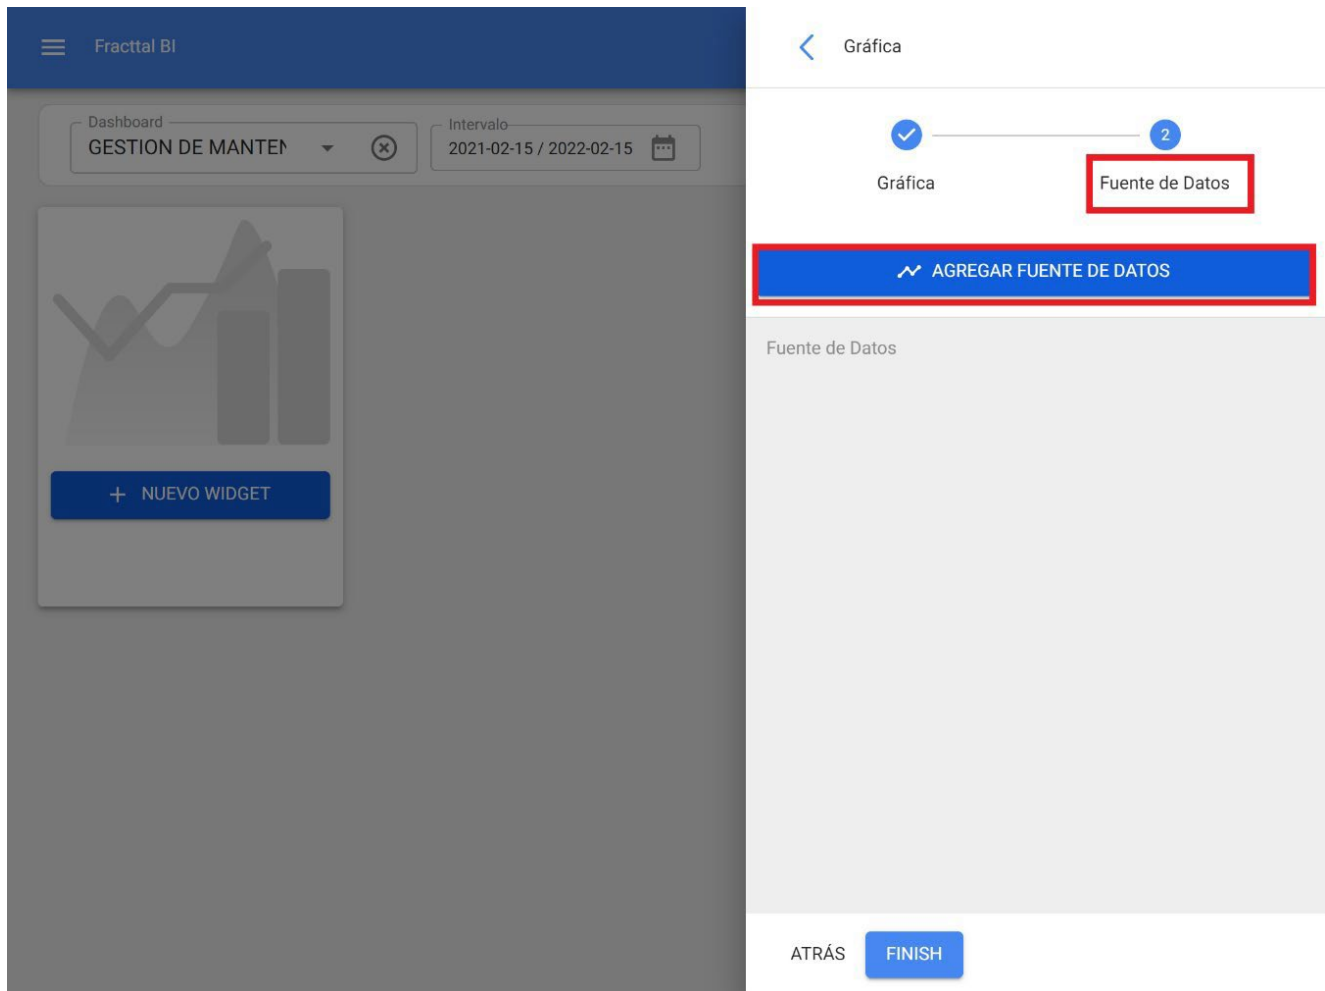 Fracttal BI
Dashboard
GESTION DE MANTEN
Intervalo
2021-02-15 / 2022-02-15
+ NUEVO WIDGET
Gráfica
2
Gráfica
Fuente de Datos
AGREGAR FUENTE DE DATOS
Fuente de Datos
ATRÁS
FINISH